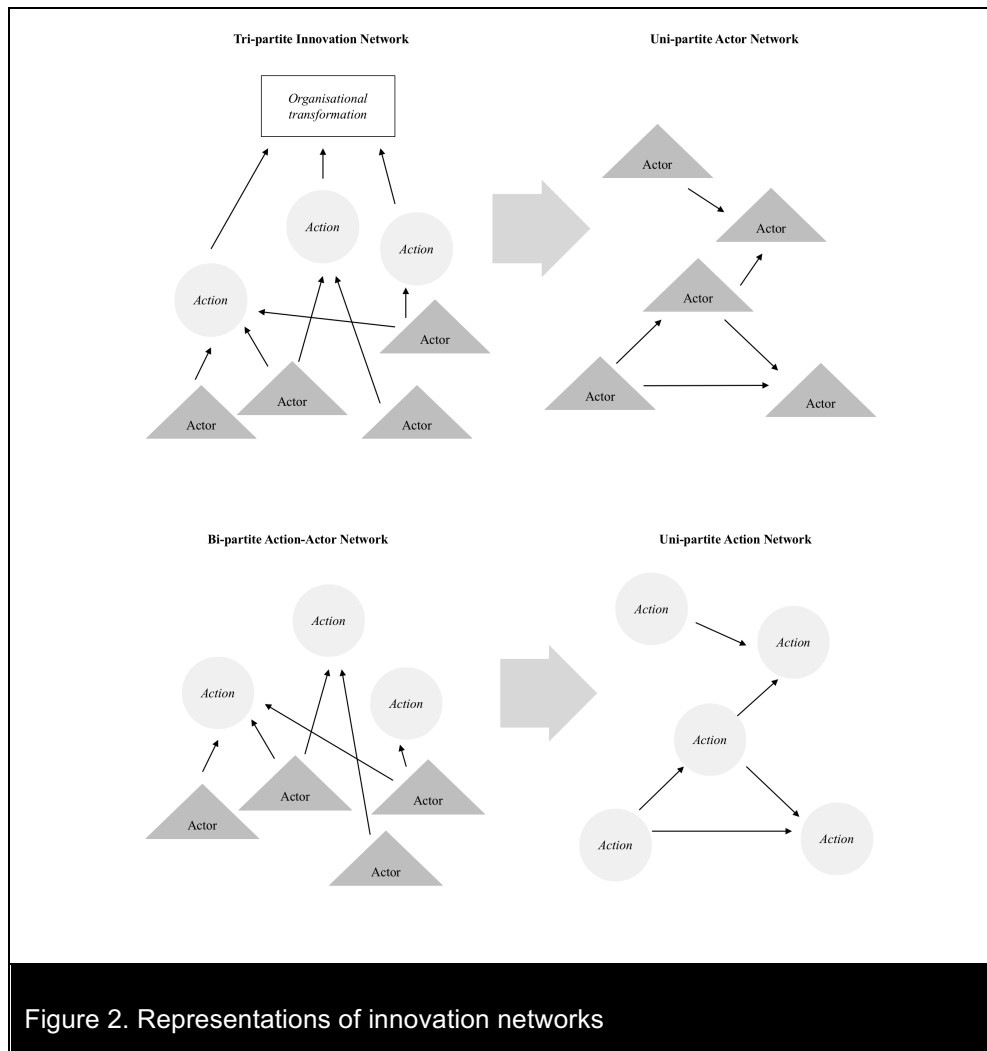 Tri-partite Innovation Network
Organisational
transformation
Action
Action
Action
Actor
Actor
Actor
Actor
Uni-partite Actor Network
Actor
Actor
Actor
Actor
Actor
Bi-partite Action-Actor Network
Action
Action
Action
Actor
Actor
Actor
Actor
Uni-partite Action Network
Action
Action
Action
Action
Action
Figure 2. Representations of innovation networks